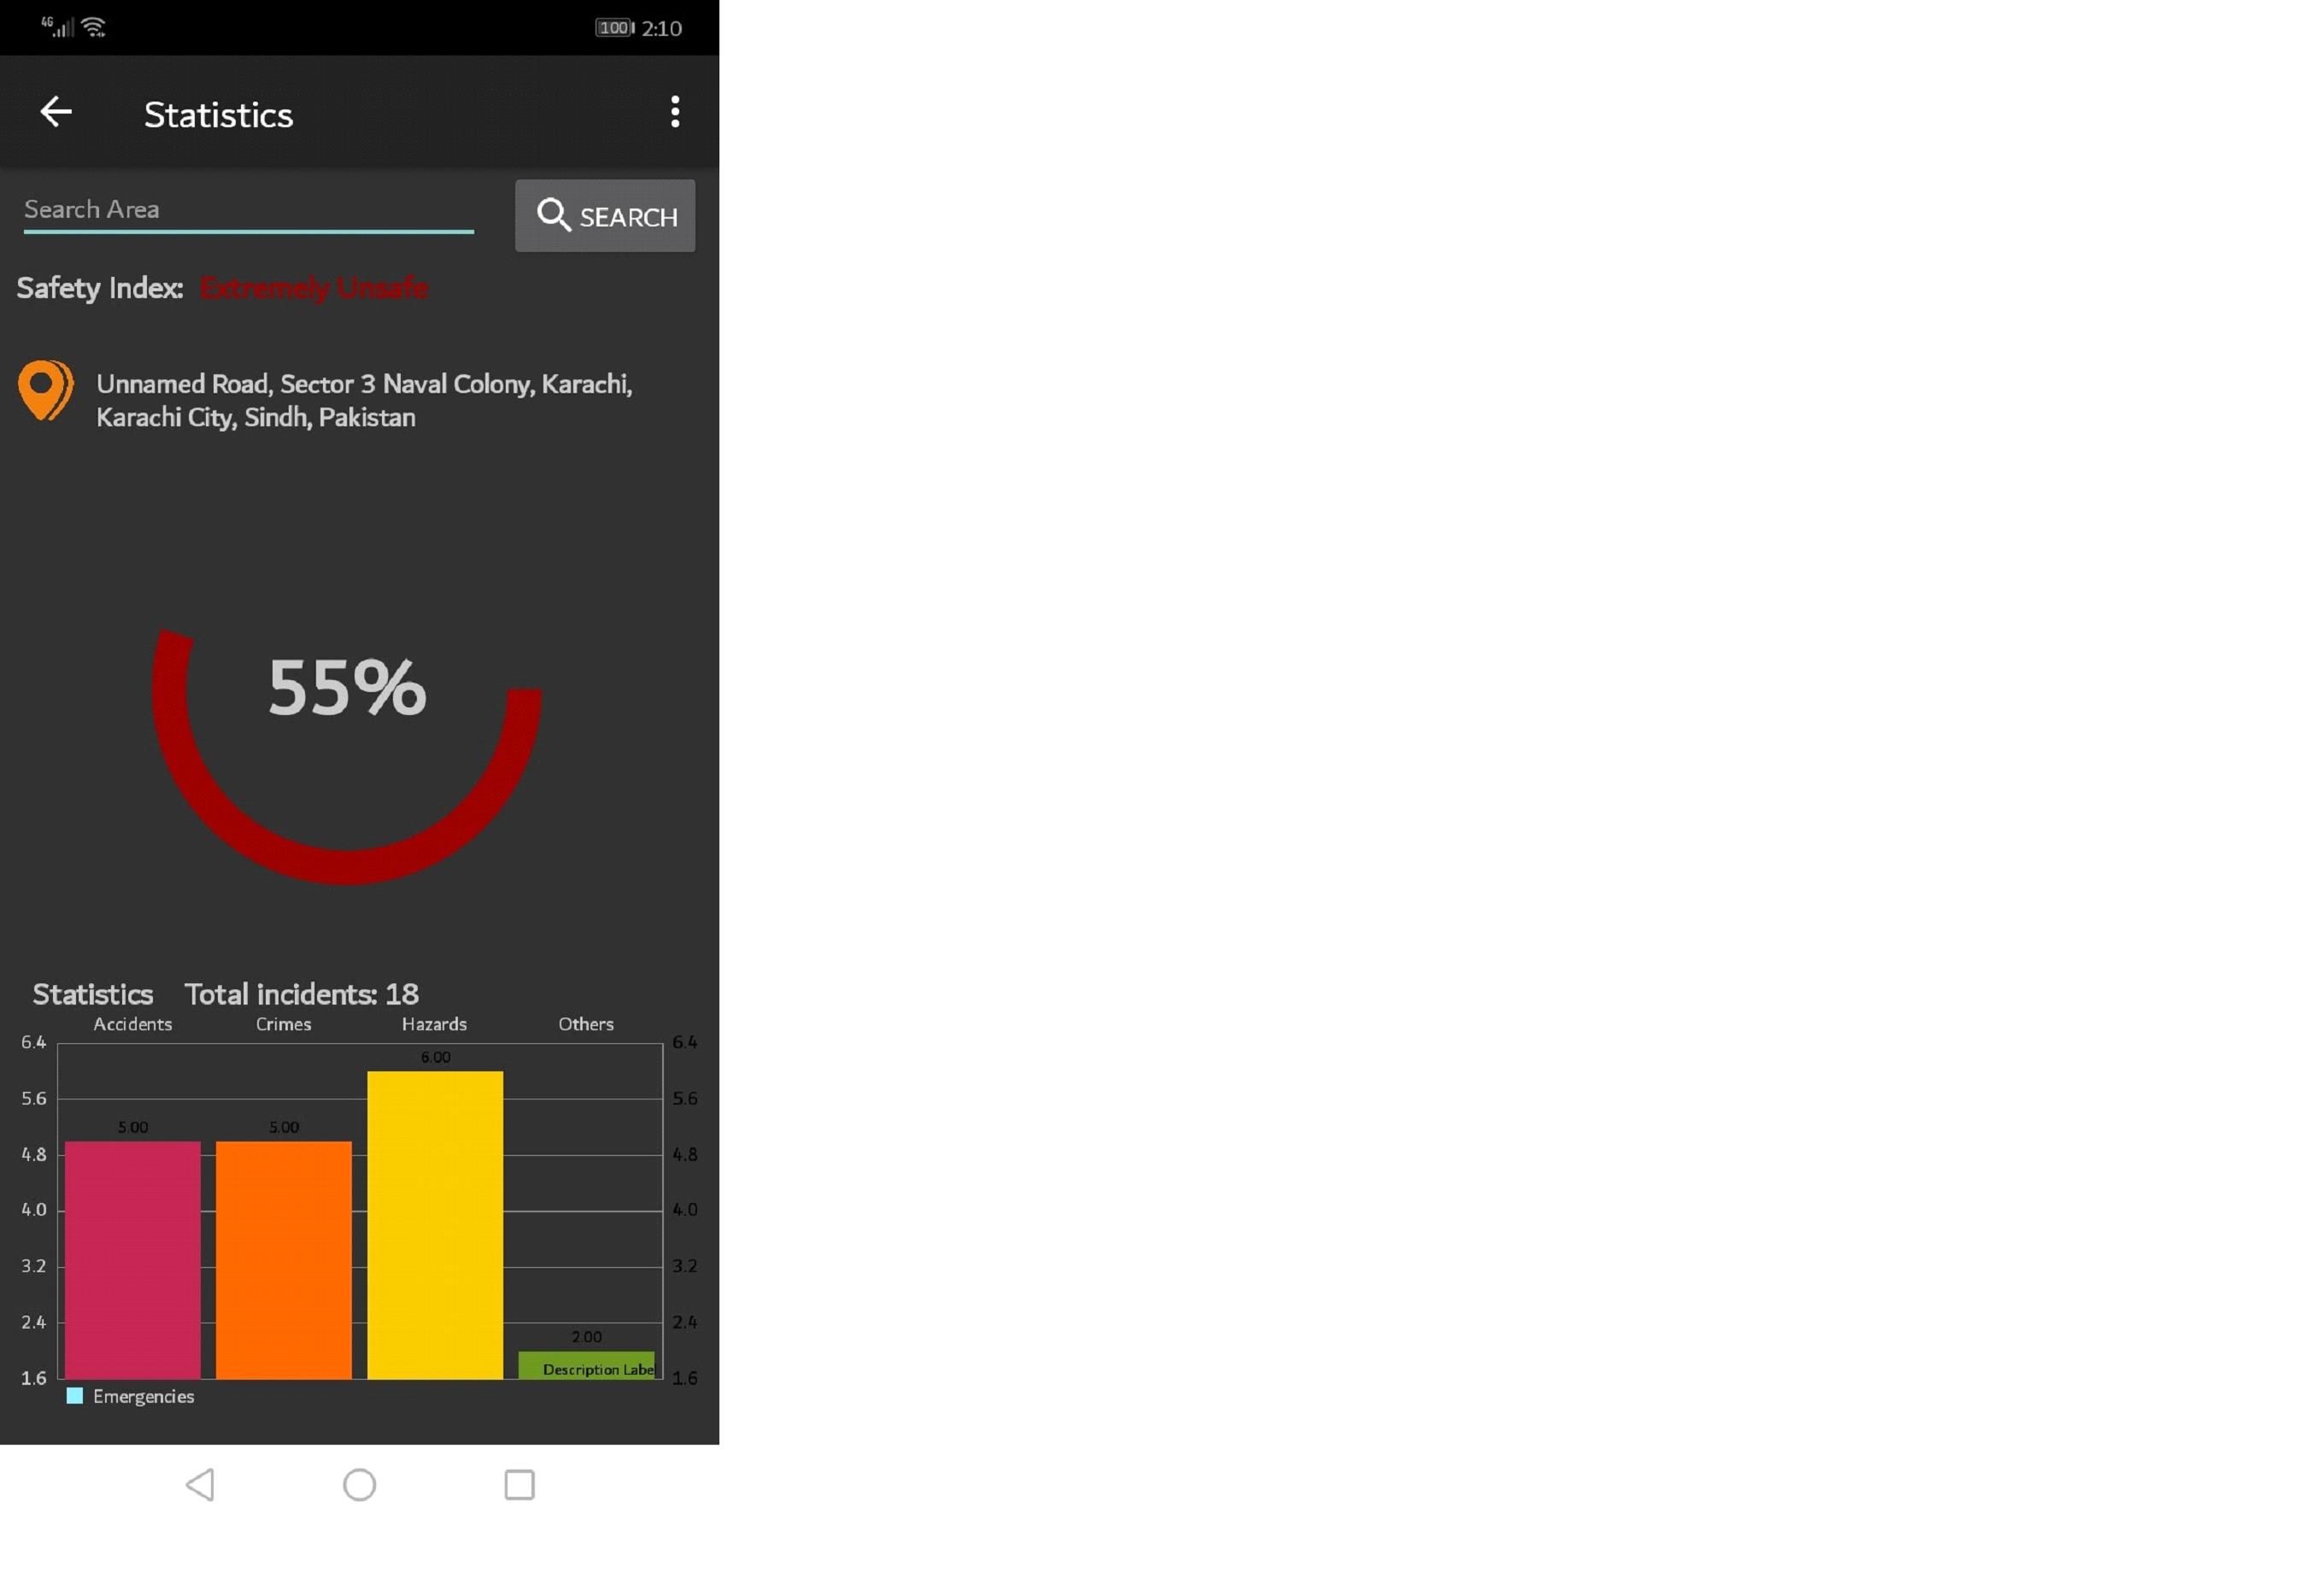 4G 100 2:10
Statistics
Search Area
SEARCH
Safety Index: Extremely Unsafe
Unnamed Road, Sector 3 Naval Colony, Karachi,
Karachi City, Sindh, Pakistan
55%
Statistics Total incidents: 18
Accidents Crimes Hazards Others
6.4 6.4
6.00
5.6 5.6
5.00 5.00
4.8 4.8
4.0 4.0
3.2 3.2
2.4 2.4
2.00
Description Label
1.6 1.6
Emergencies